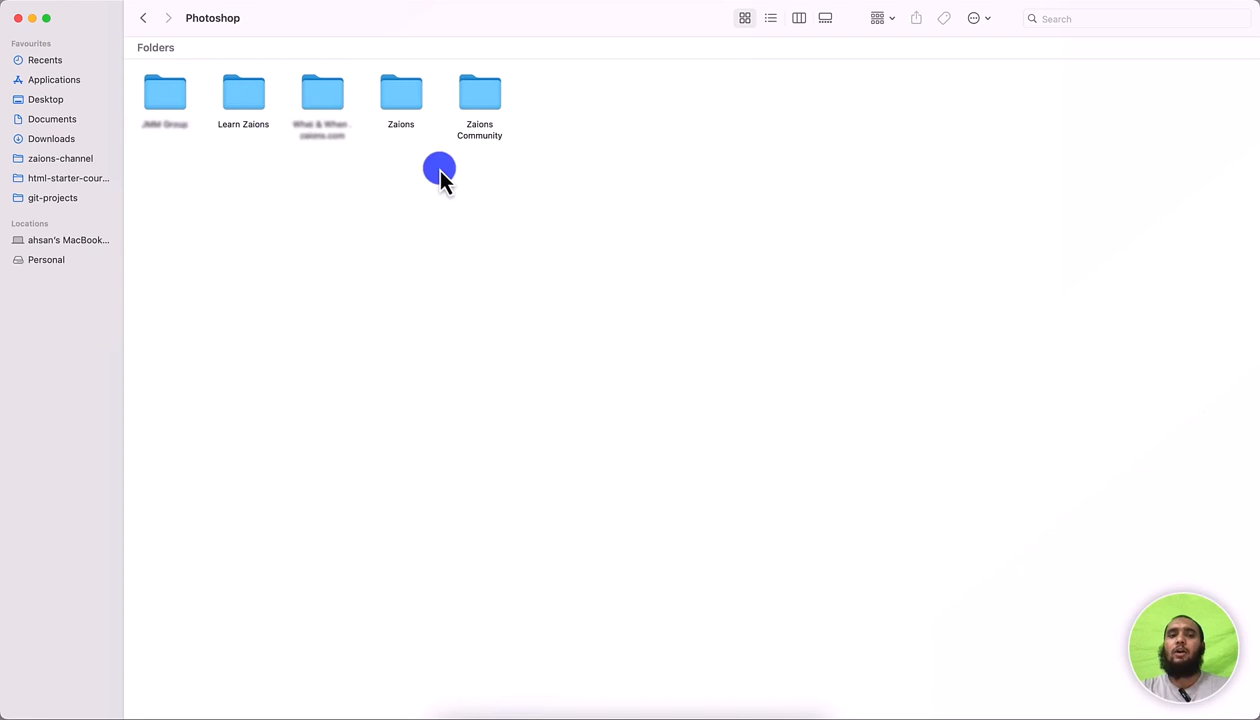 Photoshop
Search
Favourites
Recents
Applications
Desktop
Documents
Downloads
zaions-channel
html-starter-cour...
git-projects
Locations
ahsan's MacBook...
Personal
Folders
Learn Zaions
Zaions
Zaions
Community